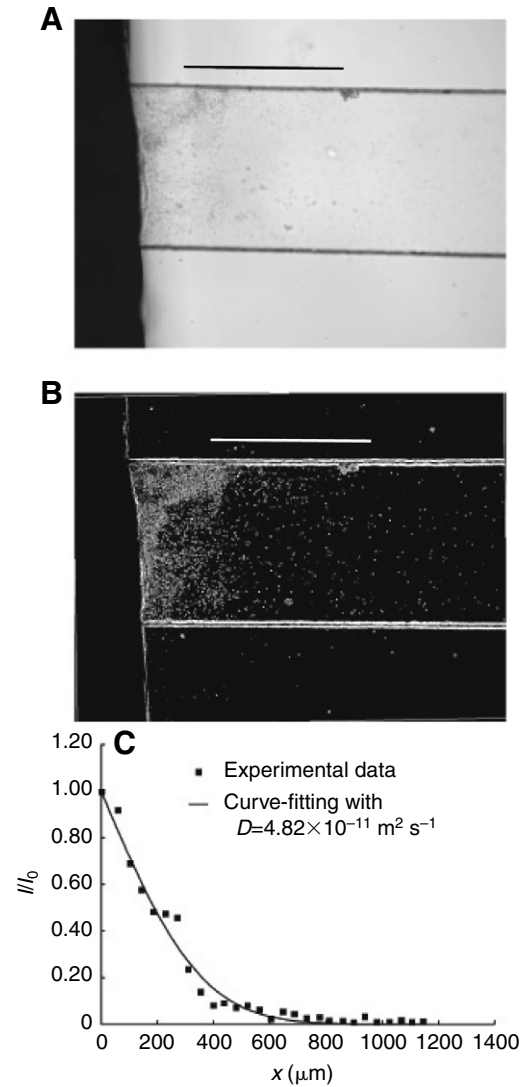 A
B
C
1.20
1.00
0.80
0.60
0.40
0.20
0
I/I₀
Experimental data
Curve-fitting with
D=4.82×10⁻¹¹ m² s⁻¹
0 200 400 600 800 1000 1200 1400
x (μm)